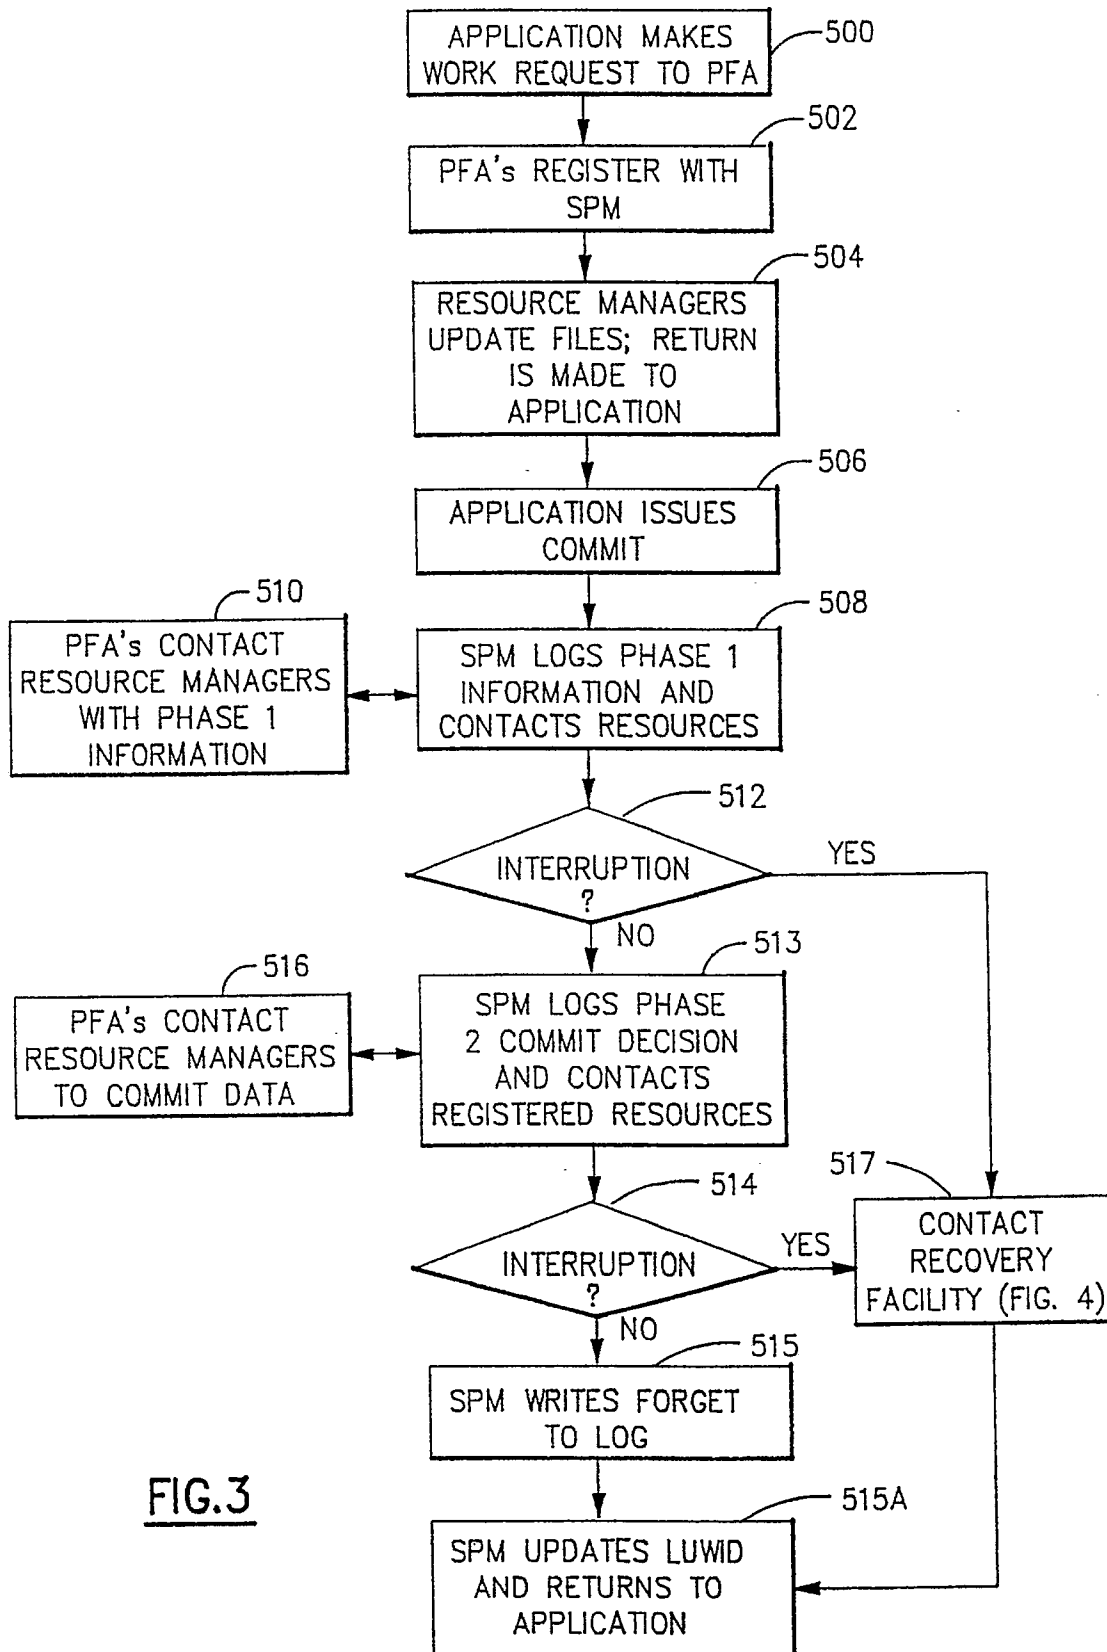 APPLICATION MAKES
WORK REQUEST TO PFA
500
PFA's REGISTER WITH
SPM
502
RESOURCE MANAGERS
UPDATE FILES; RETURN
IS MADE TO
APPLICATION
504
APPLICATION ISSUES
COMMIT
506
SPM LOGS PHASE 1
INFORMATION AND
CONTACTS RESOURCES
508
PFA's CONTACT
RESOURCE MANAGERS
WITH PHASE 1
INFORMATION
510
INTERRUPTION
?
512
YES
NO
SPM LOGS PHASE
2 COMMIT DECISION
AND CONTACTS
REGISTERED RESOURCES
513
PFA's CONTACT
RESOURCE MANAGERS
TO COMMIT DATA
516
INTERRUPTION
?
514
YES
NO
CONTACT
RECOVERY
FACILITY (FIG. 4)
517
SPM WRITES FORGET
TO LOG
515
SPM UPDATES LUWID
AND RETURNS TO
APPLICATION
515A
FIG.3